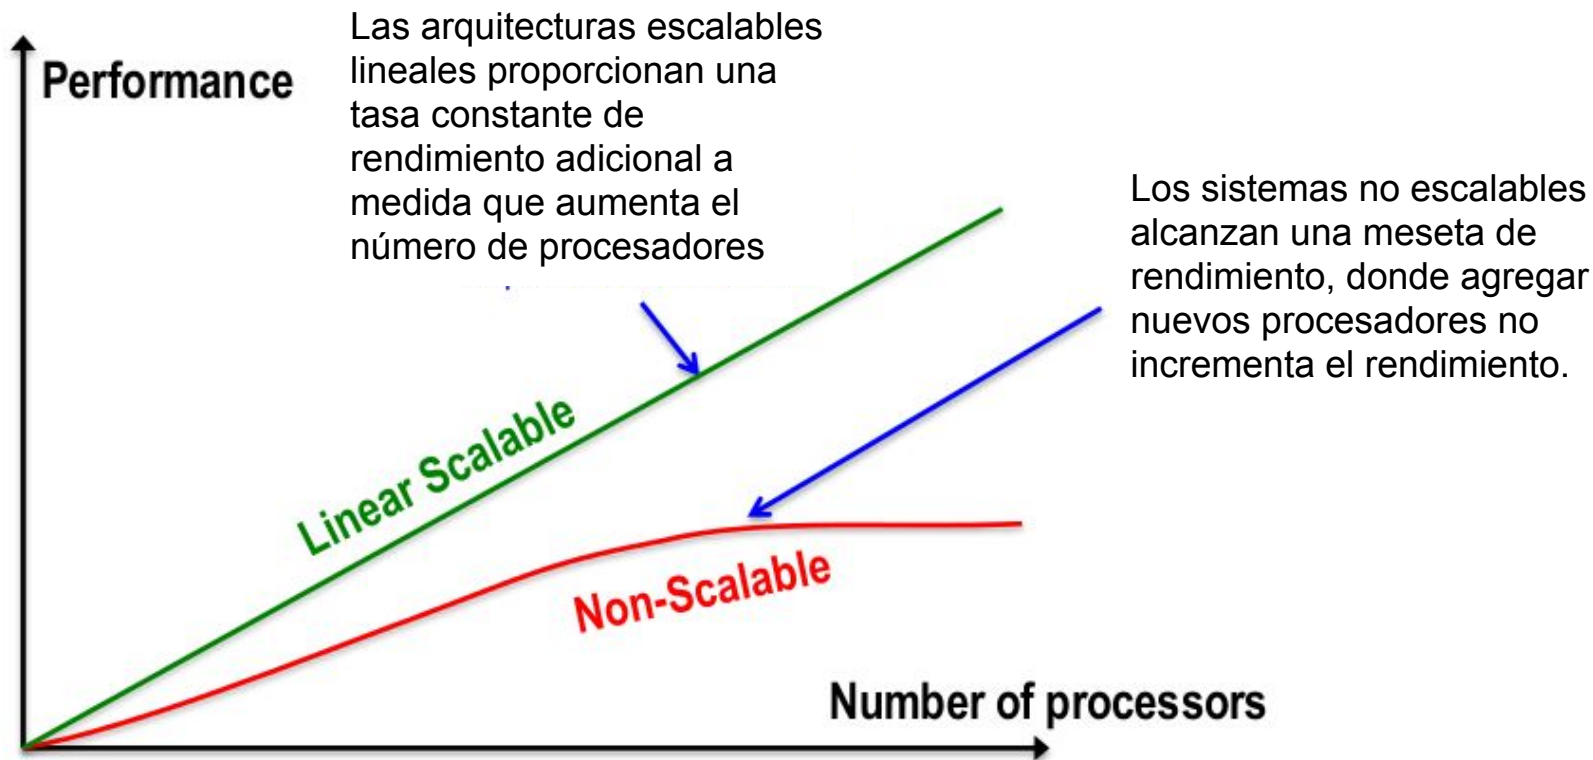 Las arquitecturas escalables
lineales proporcionan una
tasa constante de
rendimiento adicional a
medida que aumenta el
número de procesadores
Performance
Los sistemas no escalables
alcanzan una meseta de
rendimiento, donde agregar
nuevos procesadores no
incrementa el rendimiento.
Linear Scalable
Non-Scalable
Number of processors